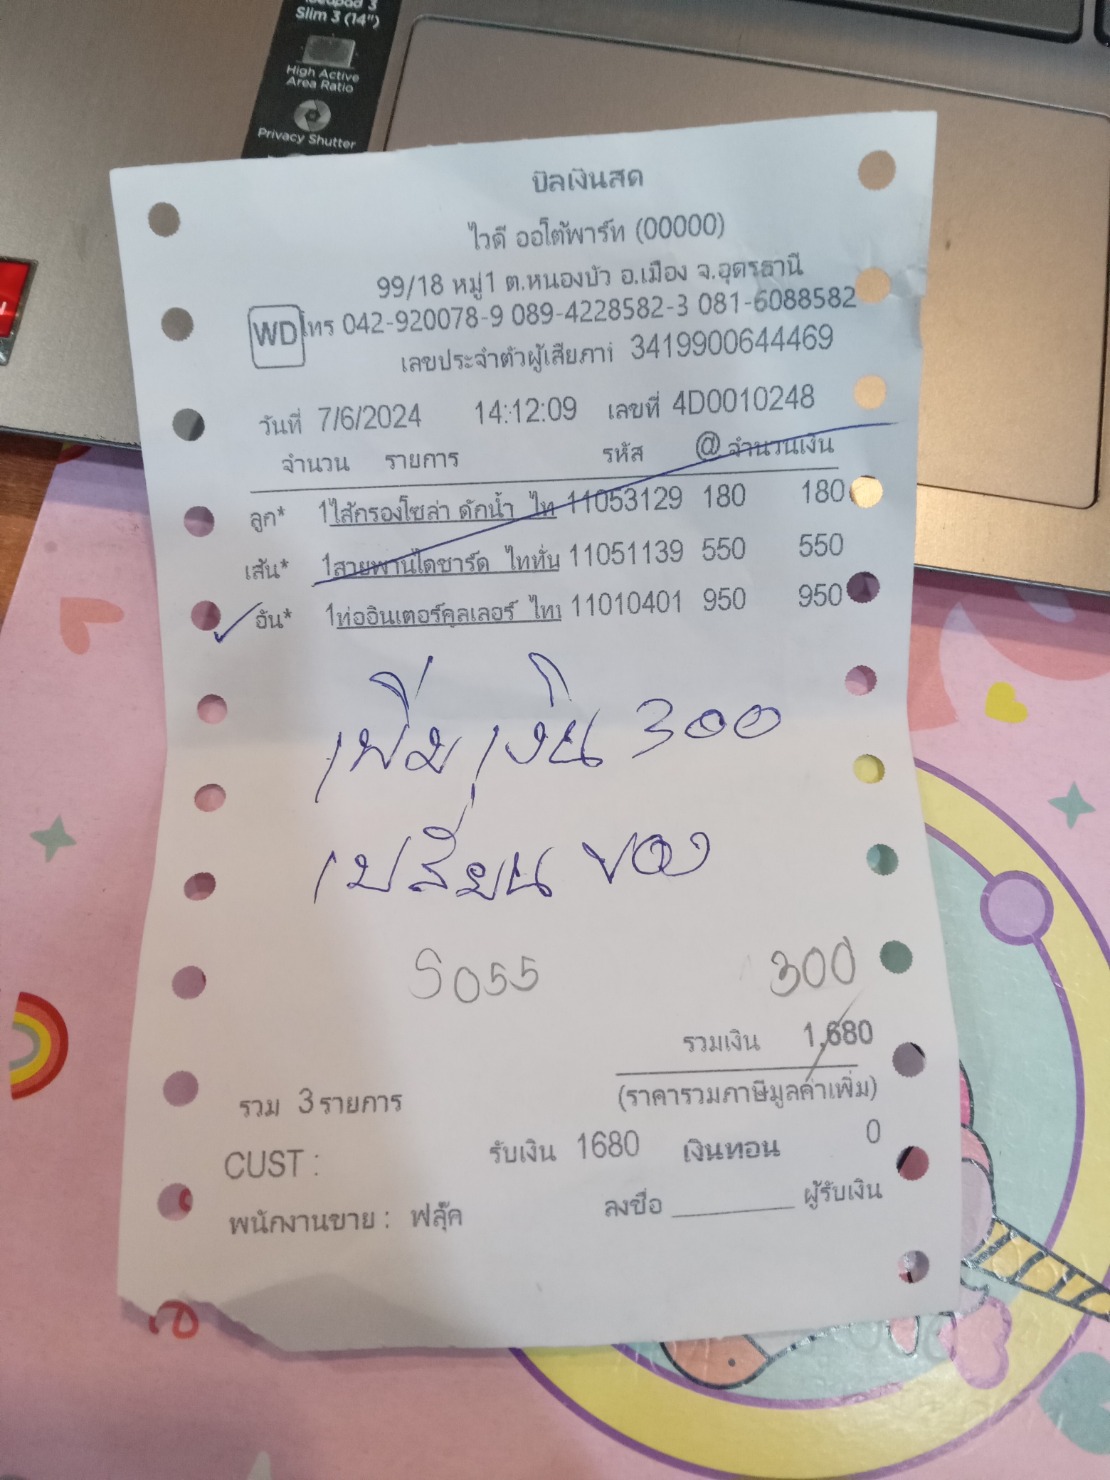 Slim 3 (14")
High Active
Area Ratio
Privacy Shutter
บิลเงินสด
ไวดี ออโต้พาร์ท (00000)
99/18 หมู่1 ต.หนองบัว อ.เมือง จ.อุดรธานี
WD โทร 042-920078-9 089-4228582-3 081-6088582
เลขประจำตัวผู้เสียภาษี 3419900644469
วันที่ 7/6/2024 14:12:09 เลขที่ 4D0010248
จำนวน รายการ รหัส @ จำนวนเงิน
ลูก* 1ไส้กรองโซล่า ดักน้ำ ไท 11053129 180 180
เส้น* 1สายพานไดชาร์ด ไททั่น 11051139 550 550
อัน* 1ท่ออินเตอร์คูลเลอร์ ไทเ 11010401 950 950
เพิ่มเงิน 300
เปลี่ยน ของ
S055 300
รวมเงิน 1,680
รวม 3รายการ (ราคารวมภาษีมูลค่าเพิ่ม)
CUST : รับเงิน 1680 เงินทอน 0
พนักงานขาย : ฟลุ๊ค ลงชื่อ ________ ผู้รับเงิน